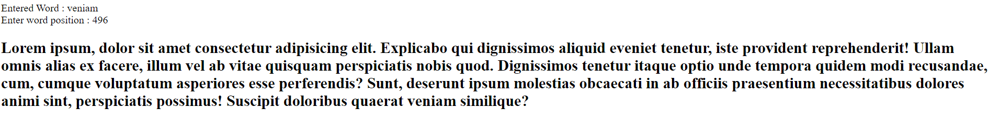 Entered Word : veniam
Enter word position : 496
Lorem ipsum, dolor sit amet consectetur adipisicing elit. Explicabo qui dignissimos aliquid eveniet tenetur, iste provident reprehenderit! Ullam
omnis alias ex facere, illum vel ab vitae quisquam perspiciatis nobis quod. Dignissimos tenetur itaque optio unde tempora quidem modi recusandae,
cum, cumque voluptatum asperiores esse perferendis? Sunt, deserunt ipsum molestias obcaecati in ab officiis praesentium necessitatibus dolores
animi sint, perspiciatis possimus! Suscipit doloribus quaerat veniam similique?